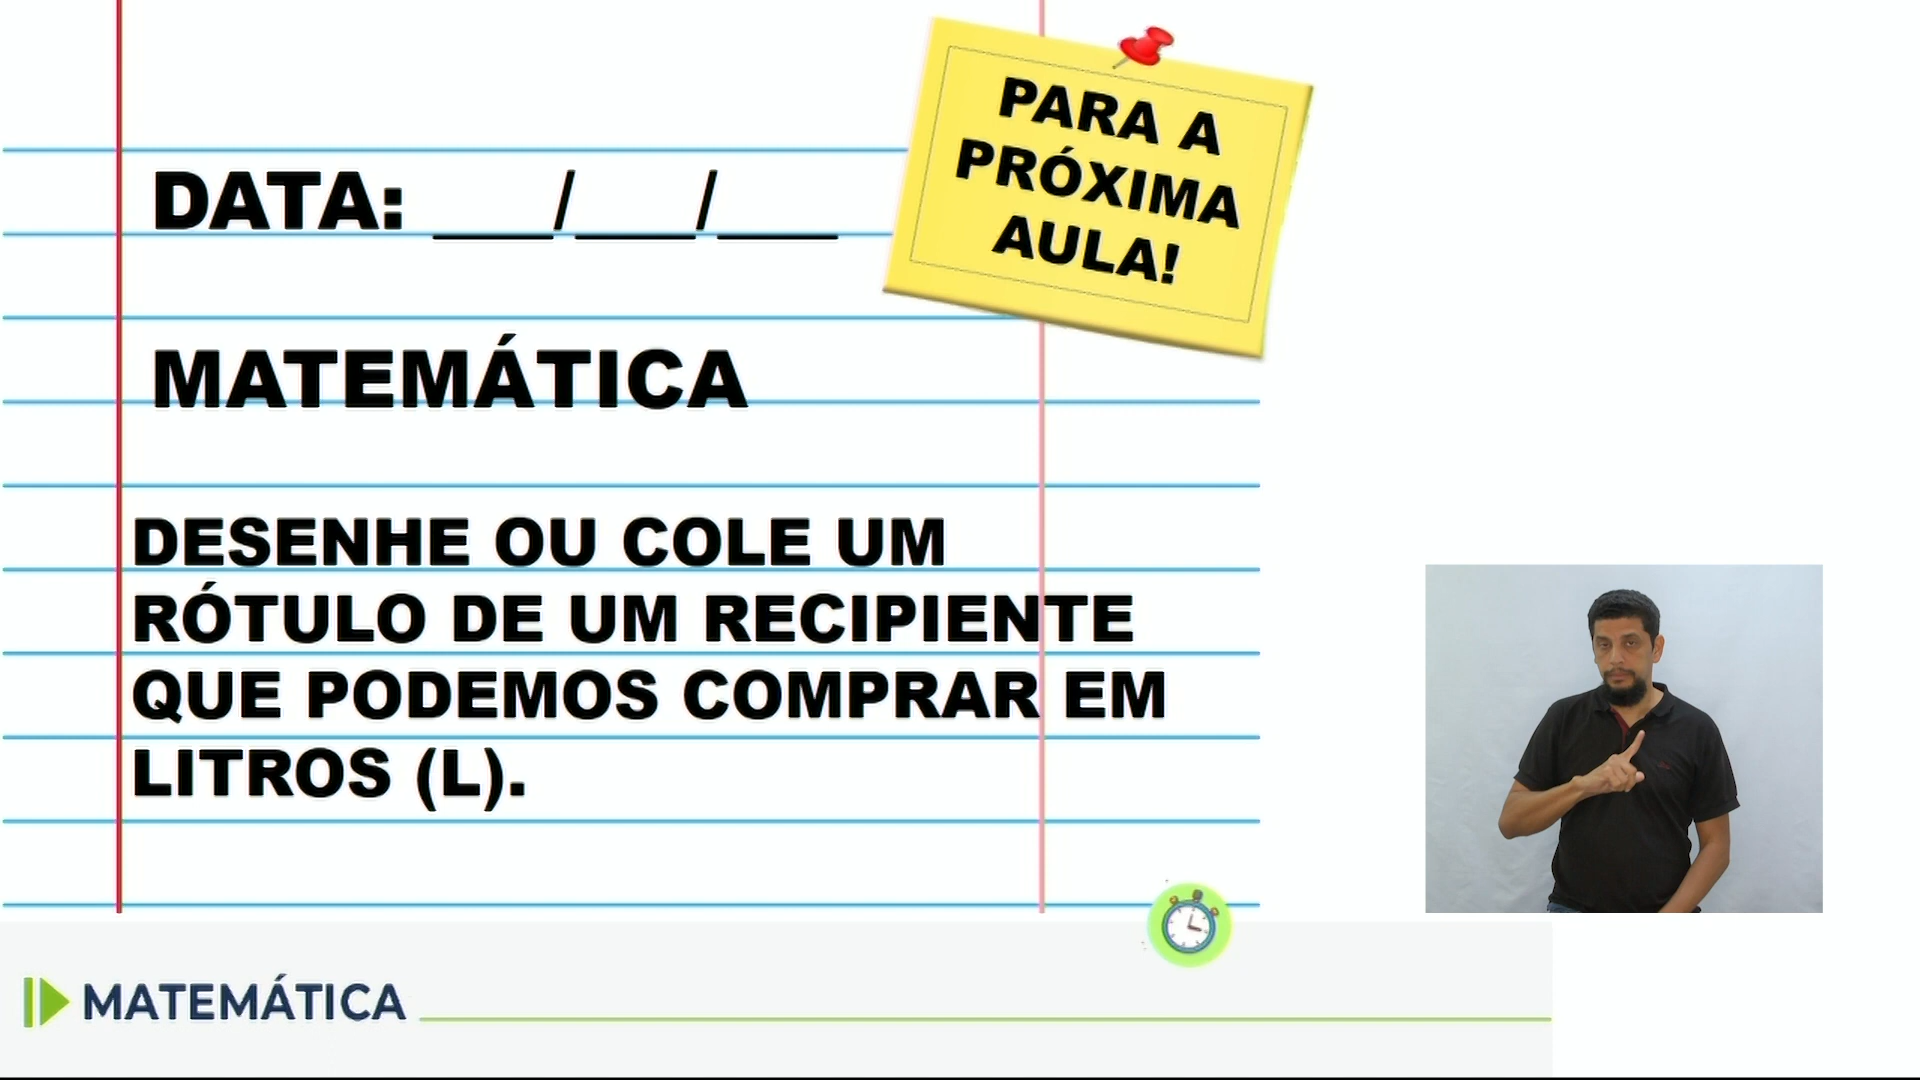 PARA A
PRÓXIMA
AULA!
DATA: ___/___/___
MATEMÁTICA
DESENHE OU COLE UM
RÓTULO DE UM RECIPIENTE
QUE PODEMOS COMPRAR EM
LITROS (L).
MATEMÁTICA